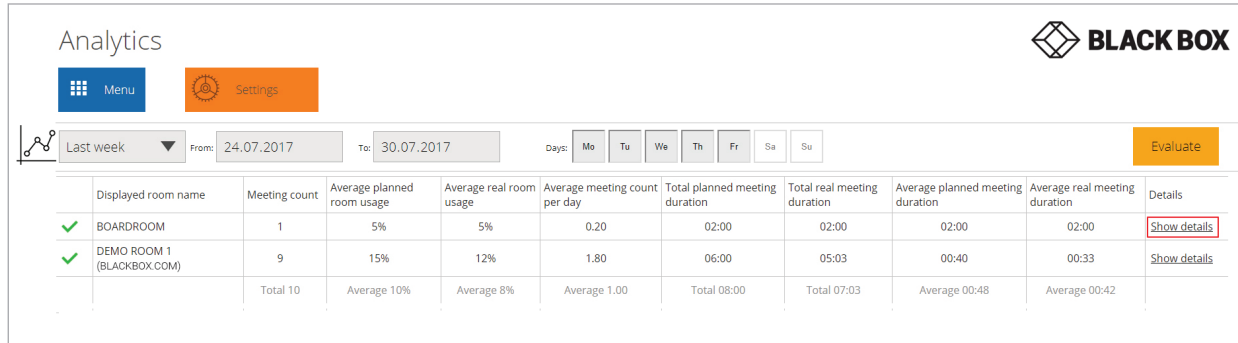 Analytics
BLACK BOX
Menu
Settings
Last week From: 24.07.2017 To: 30.07.2017 Days: Mo Tu We Th Fr Sa Su Evaluate
Displayed room name Meeting count Average planned room usage Average real room usage Average meeting count per day Total planned meeting duration Total real meeting duration Average planned meeting duration Average real meeting duration Details
BOARDROOM 1 5% 5% 0.20 02:00 02:00 02:00 02:00 Show details
DEMO ROOM 1 (BLACKBOX.COM) 9 15% 12% 1.80 06:00 05:03 00:40 00:33 Show details
Total 10 Average 10% Average 8% Average 1.00 Total 08:00 Total 07:03 Average 00:48 Average 00:42